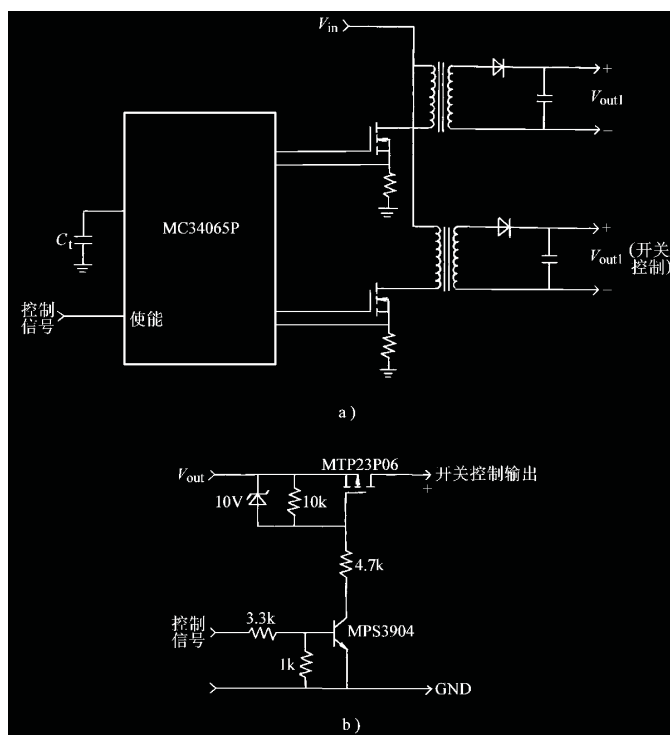 Vin
+
Vout1
−
MC34065P
Ct
+
Vout1 (开关
控制)
−
控制
信号
使能
a)
MTP23P06
Vout
开关控制输出
+
10V
10k
4.7k
控制
信号
3.3k
MPS3904
1k
GND
b)